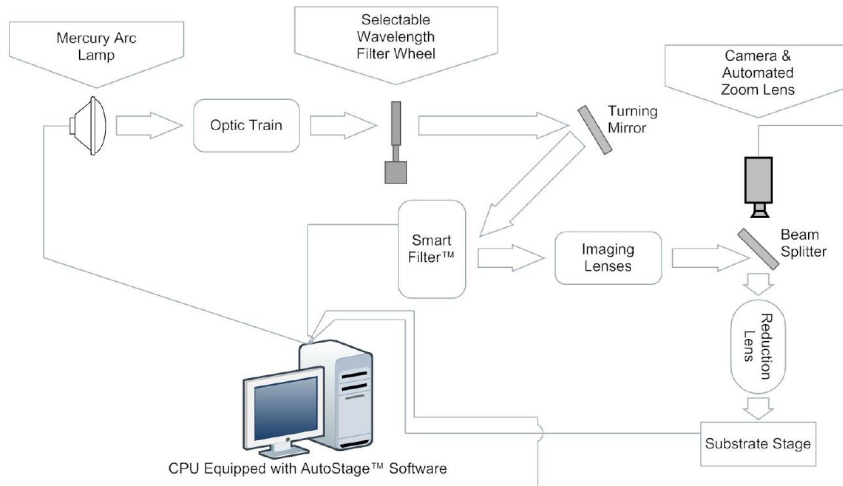 Mercury Arc
Lamp
Selectable
Wavelength
Filter Wheel
Camera &
Automated
Zoom Lens
Optic Train
Turning
Mirror
Smart
Filter™
Imaging
Lenses
Beam
Splitter
Reduction
Lens
Substrate Stage
CPU Equipped with AutoStage™ Software